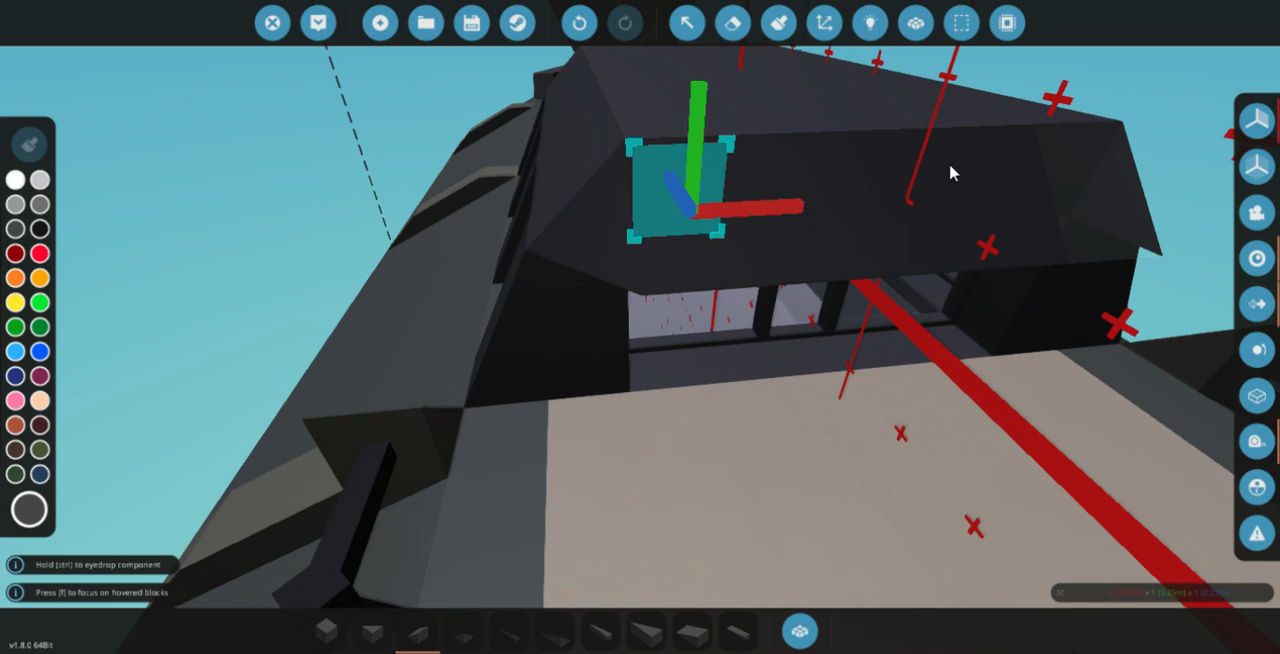 Hold [ctrl] to eyedrop component
Press [f] to focus on hovered blocks
v1.8.0 64Bit